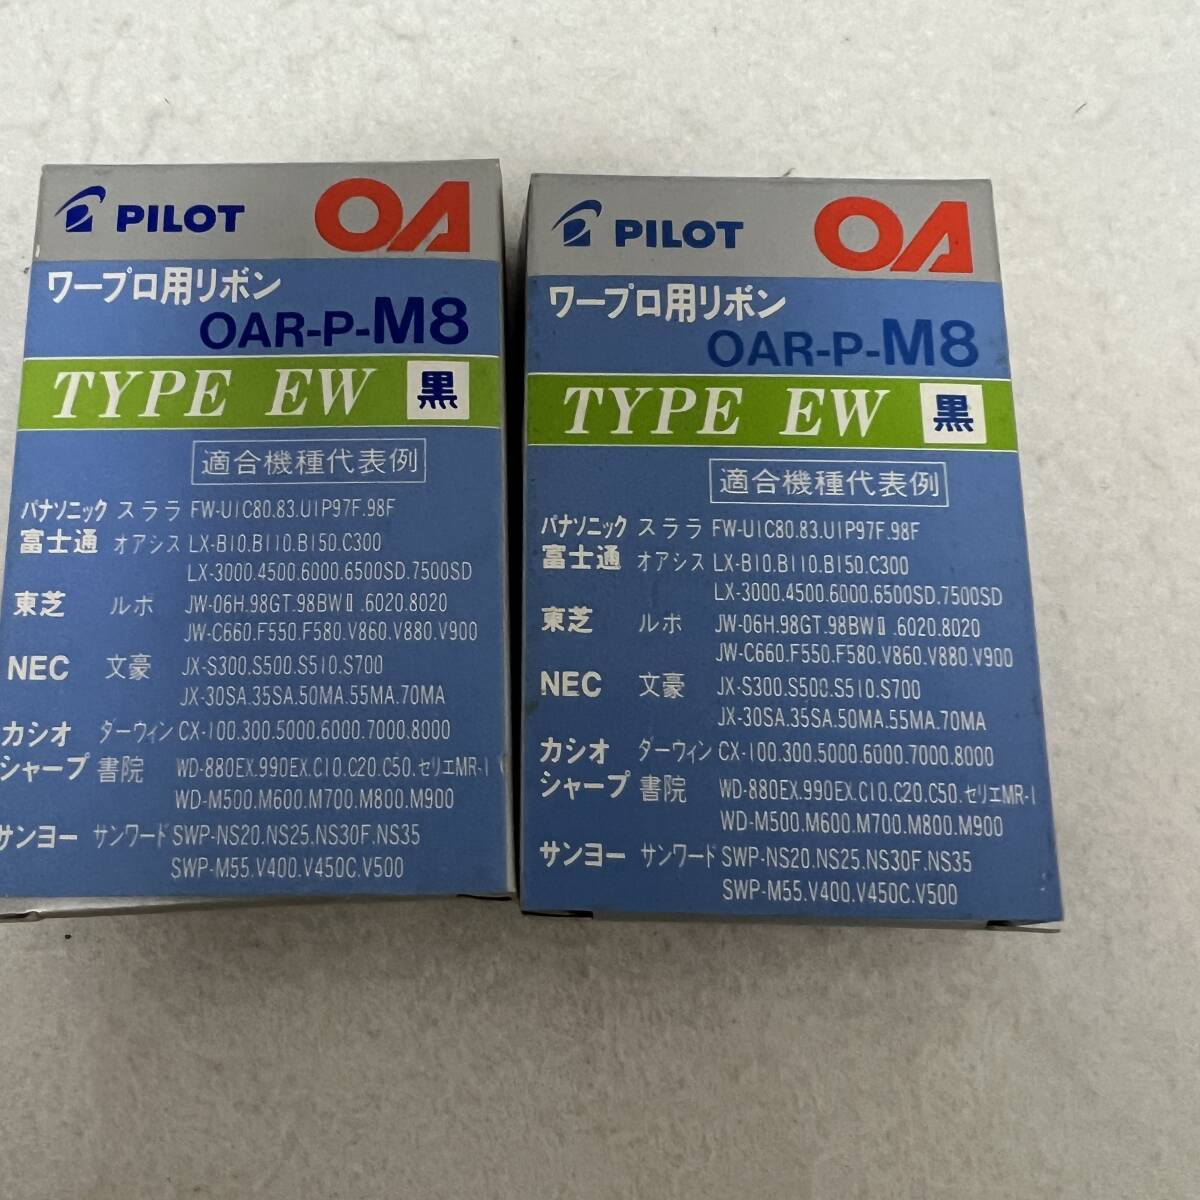 PILOT OA
ワープロ用リボン
OAR-P-M8
TYPE EW 黒
適合機種代表例
パナソニック スララ FW-U1C80.83.U1P97F.98F
富士通 オアシス LX-B10.B110.B150.C300
LX-3000.4500.6000.6500SD.7500SD
東芝 ルポ JW-06H.98GT.98BWⅡ.6020.8020
JW-C660.F550.F580.V860.V880.V900
NEC 文豪 JX-S300.S500.S510.S700
JX-30SA.35SA.50MA.55MA.70MA
カシオ ダーウィン CX-100.300.5000.6000.7000.8000
シャープ 書院 WD-880EX.990EX.C10.C20.C50.セリエMR-1
WD-M500.M600.M700.M800.M900
サンヨー サンワード SWP-NS20.NS25.NS30F.NS35
SWP-M55.V400.V450C.V500
PILOT OA
ワープロ用リボン
OAR-P-M8
TYPE EW 黒
適合機種代表例
パナソニック スララ FW-U1C80.83.U1P97F.98F
富士通 オアシス LX-B10.B110.B150.C300
LX-3000.4500.6000.6500SD.7500SD
東芝 ルポ JW-06H.98GT.98BWⅡ.6020.8020
JW-C660.F550.F580.V860.V880.V900
NEC 文豪 JX-S300.S500.S510.S700
JX-30SA.35SA.50MA.55MA.70MA
カシオ ダーウィン CX-100.300.5000.6000.7000.8000
シャープ 書院 WD-880EX.990EX.C10.C20.C50.セリエMR-1
WD-M500.M600.M700.M800.M900
サンヨー サンワード SWP-NS20.NS25.NS30F.NS35
SWP-M55.V400.V450C.V500